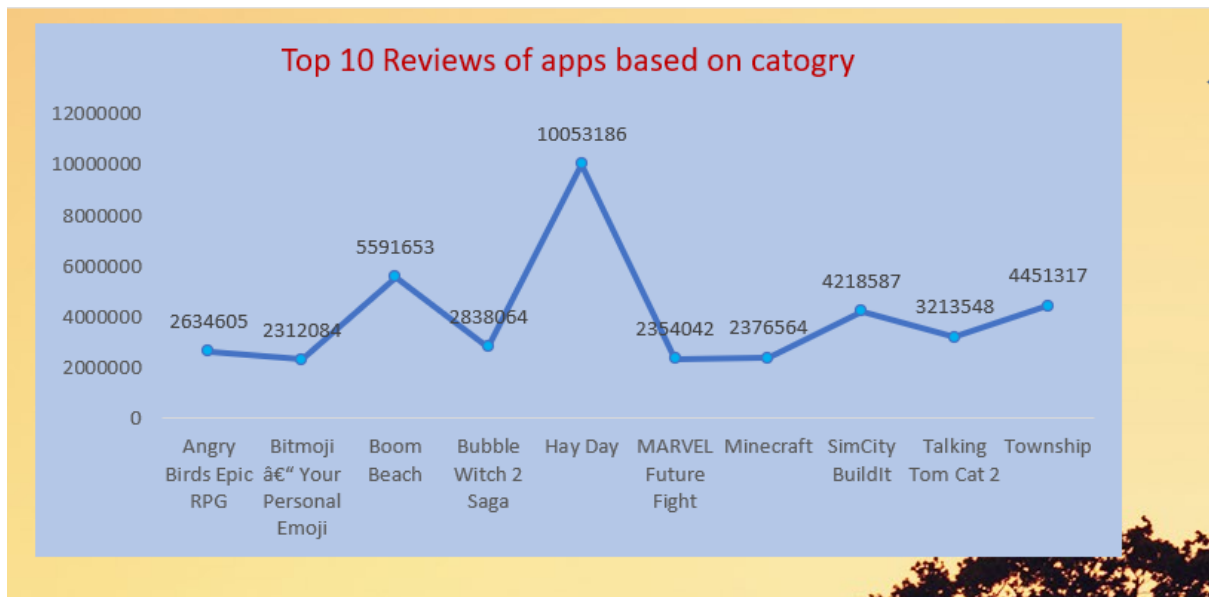 Top 10 Reviews of apps based on catogry
12000000
10000000
8000000
6000000
4000000
2000000
0
2634605
2312084
5591653
2838064
10053186
2354042
2376564
4218587
3213548
4451317
Angry
Birds Epic
RPG
Bitmoji
â€“ Your
Personal
Emoji
Boom
Beach
Bubble
Witch 2
Saga
Hay Day
MARVEL
Future
Fight
Minecraft
SimCity
BuildIt
Talking
Tom Cat 2
Township